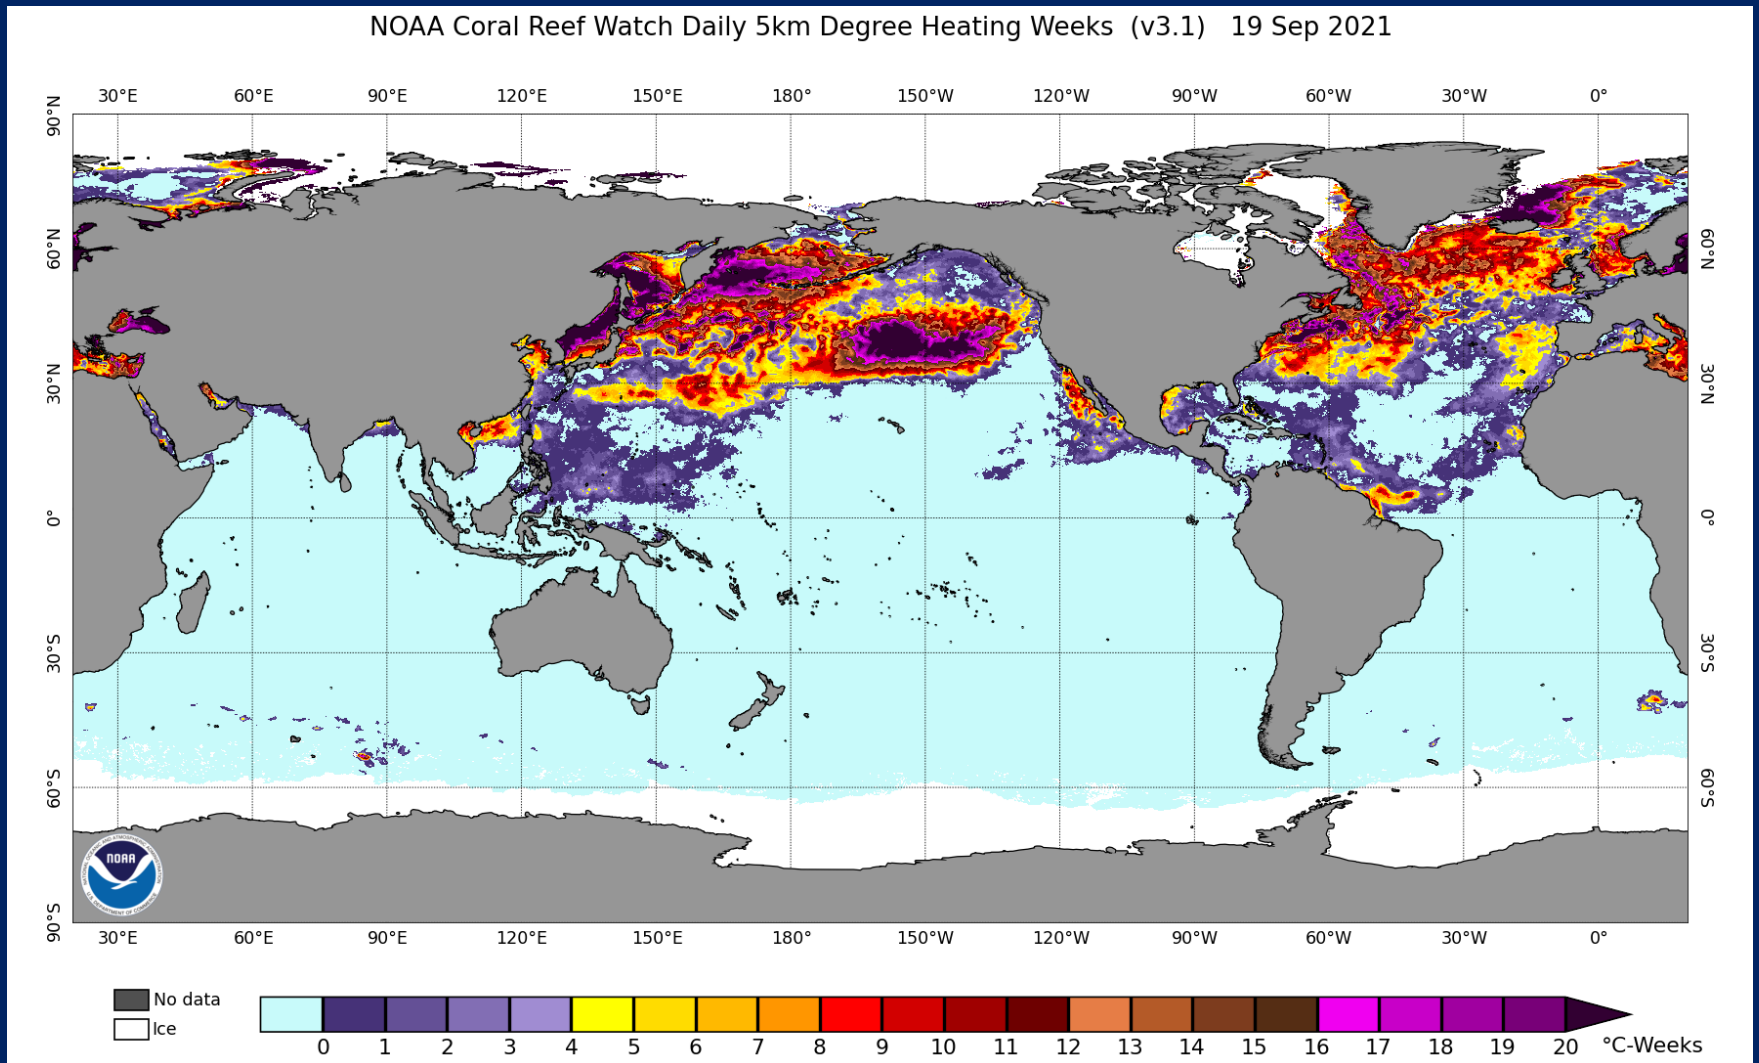 NOAA Coral Reef Watch Daily 5km Degree Heating Weeks (v3.1) 19 Sep 2021
30°E 60°E 90°E 120°E 150°E 180° 150°W 120°W 90°W 60°W 30°W 0°
90°N
60°N 60°N
30°N 30°N
0° 0°
30°S 30°S
60°S 60°S
90°S
NOAA
30°E 60°E 90°E 120°E 150°E 180° 150°W 120°W 90°W 60°W 30°W 0°
No data
Ice
0 1 2 3 4 5 6 7 8 9 10 11 12 13 14 15 16 17 18 19 20 °C-Weeks